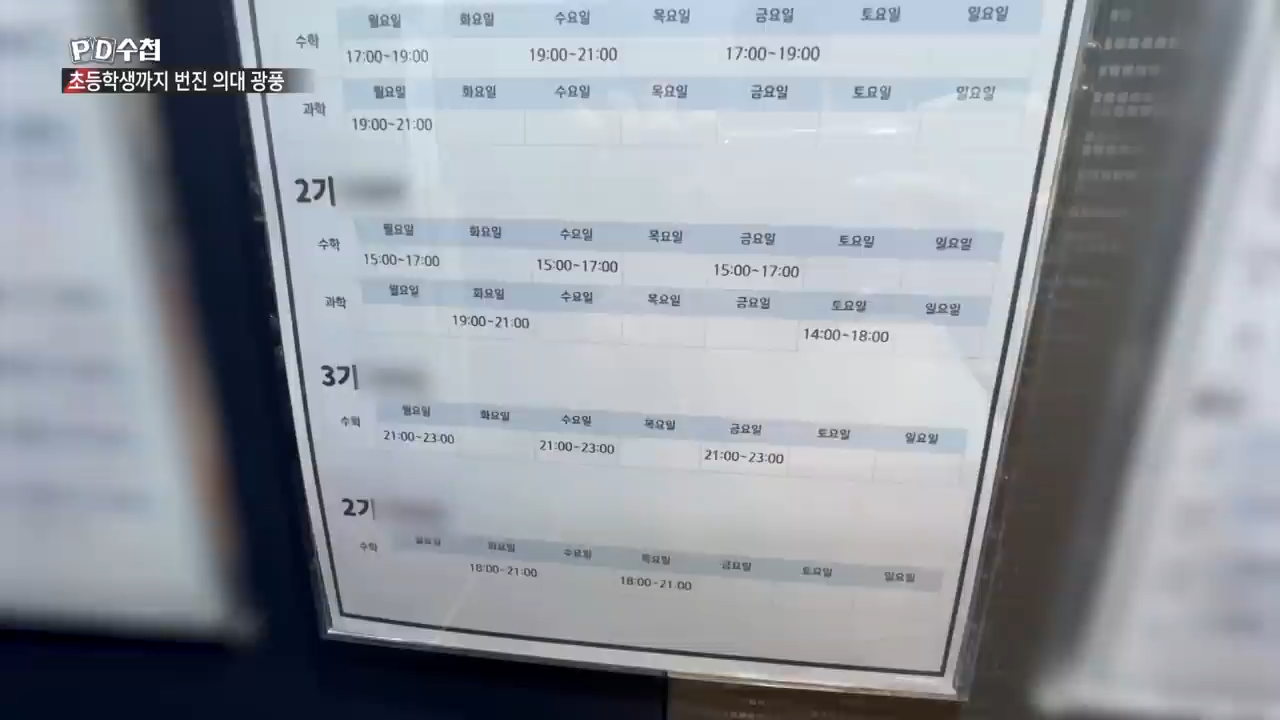 PD수첩
초등학생까지 번진 의대 광풍
월요일 화요일 수요일 목요일 금요일 토요일 일요일
수학
17:00~19:00 19:00~21:00 17:00~19:00
월요일 화요일 수요일 목요일 금요일 토요일 일요일
과학
19:00~21:00
2기
월요일 화요일 수요일 목요일 금요일 토요일 일요일
수학
15:00~17:00 15:00~17:00 15:00~17:00
월요일 화요일 수요일 목요일 금요일 토요일 일요일
과학
19:00~21:00 14:00~18:00
3기
월요일 화요일 수요일 목요일 금요일 토요일 일요일
수학
21:00~23:00 21:00~23:00 21:00~23:00
2기
월요일 화요일 수요일 목요일 금요일 토요일 일요일
수학
18:00~21:00 18:00~21:00